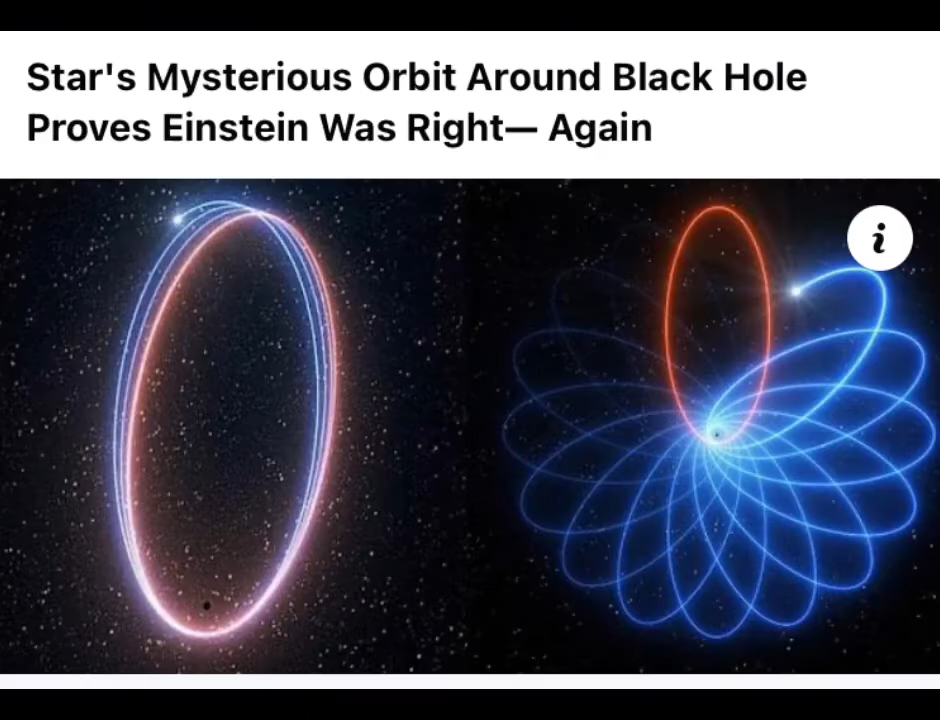 Star's Mysterious Orbit Around Black Hole
Proves Einstein Was Right— Again
i